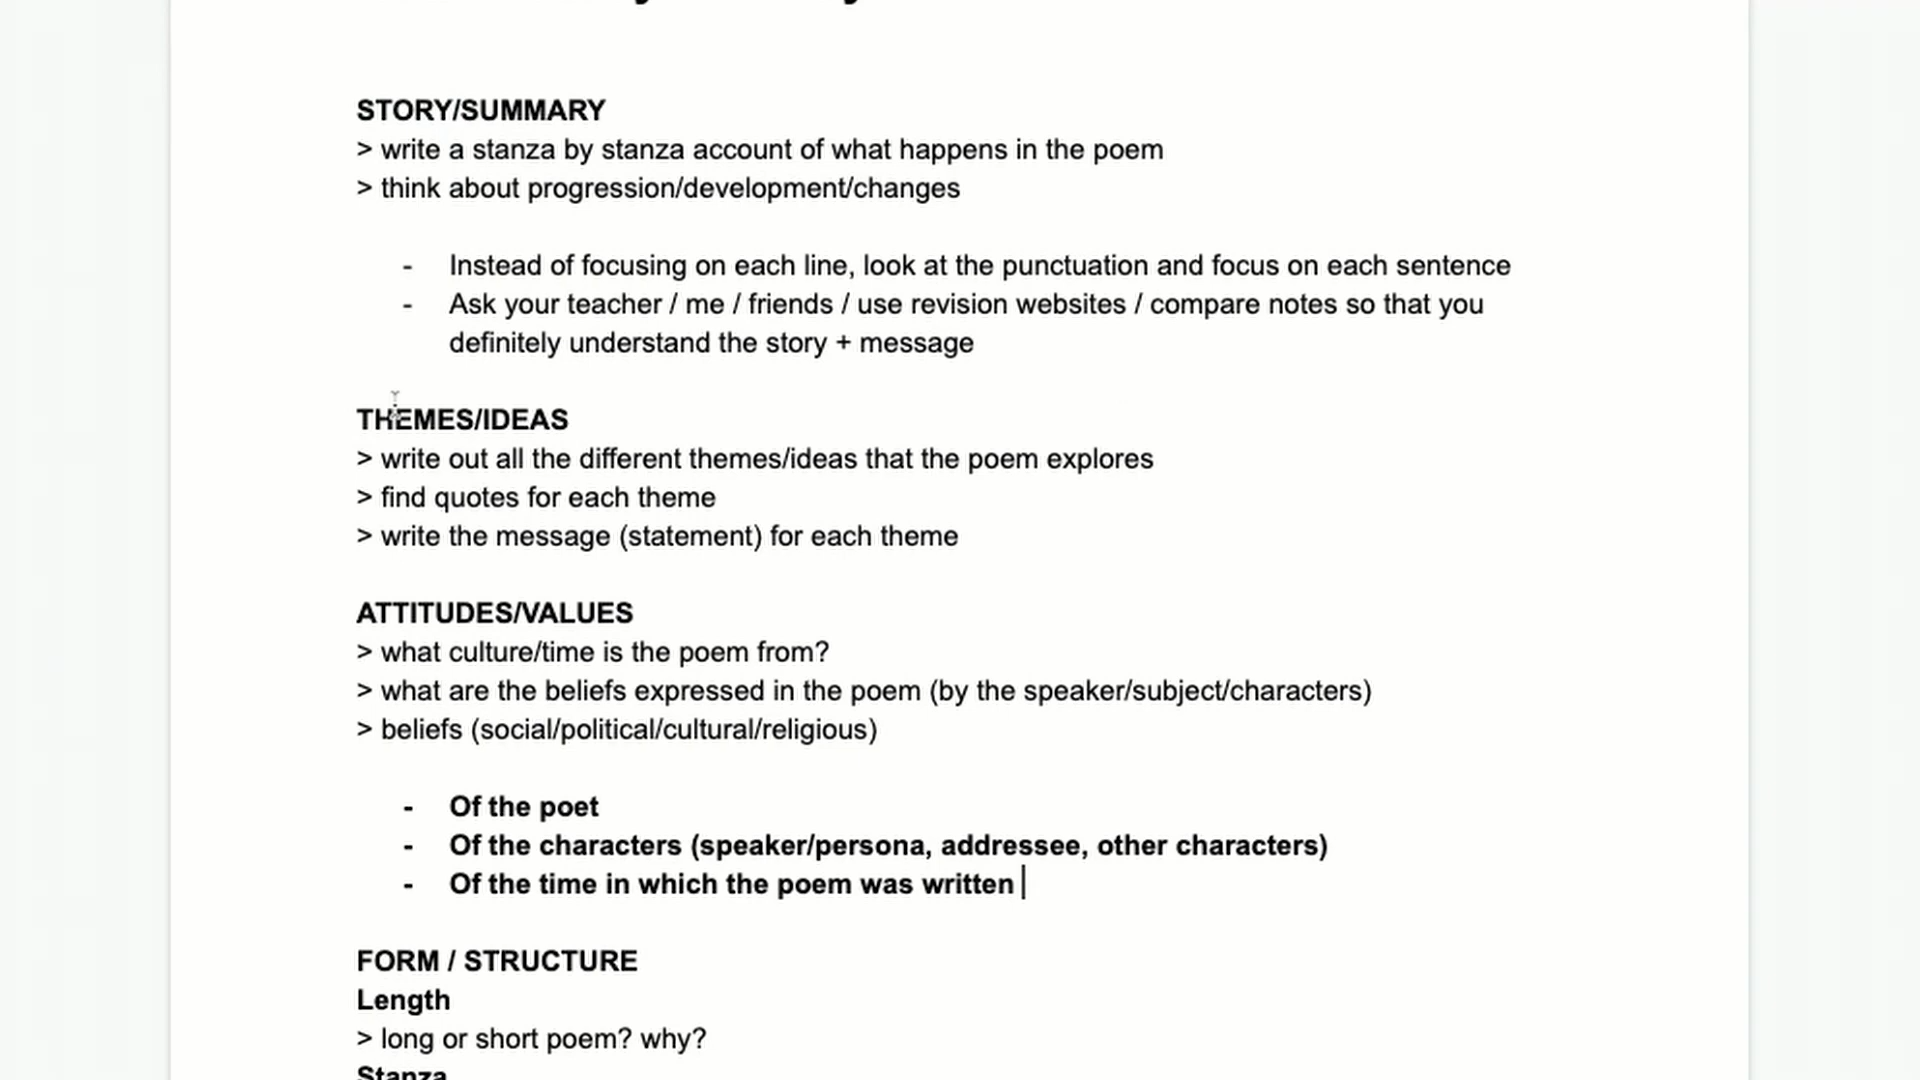 STORY/SUMMARY
> write a stanza by stanza account of what happens in the poem
> think about progression/development/changes
- Instead of focusing on each line, look at the punctuation and focus on each sentence
- Ask your teacher / me / friends / use revision websites / compare notes so that you
definitely understand the story + message
THEMES/IDEAS
> write out all the different themes/ideas that the poem explores
> find quotes for each theme
> write the message (statement) for each theme
ATTITUDES/VALUES
> what culture/time is the poem from?
> what are the beliefs expressed in the poem (by the speaker/subject/characters)
> beliefs (social/political/cultural/religious)
- Of the poet
- Of the characters (speaker/persona, addressee, other characters)
- Of the time in which the poem was written
FORM / STRUCTURE
Length
> long or short poem? why?
Stanza